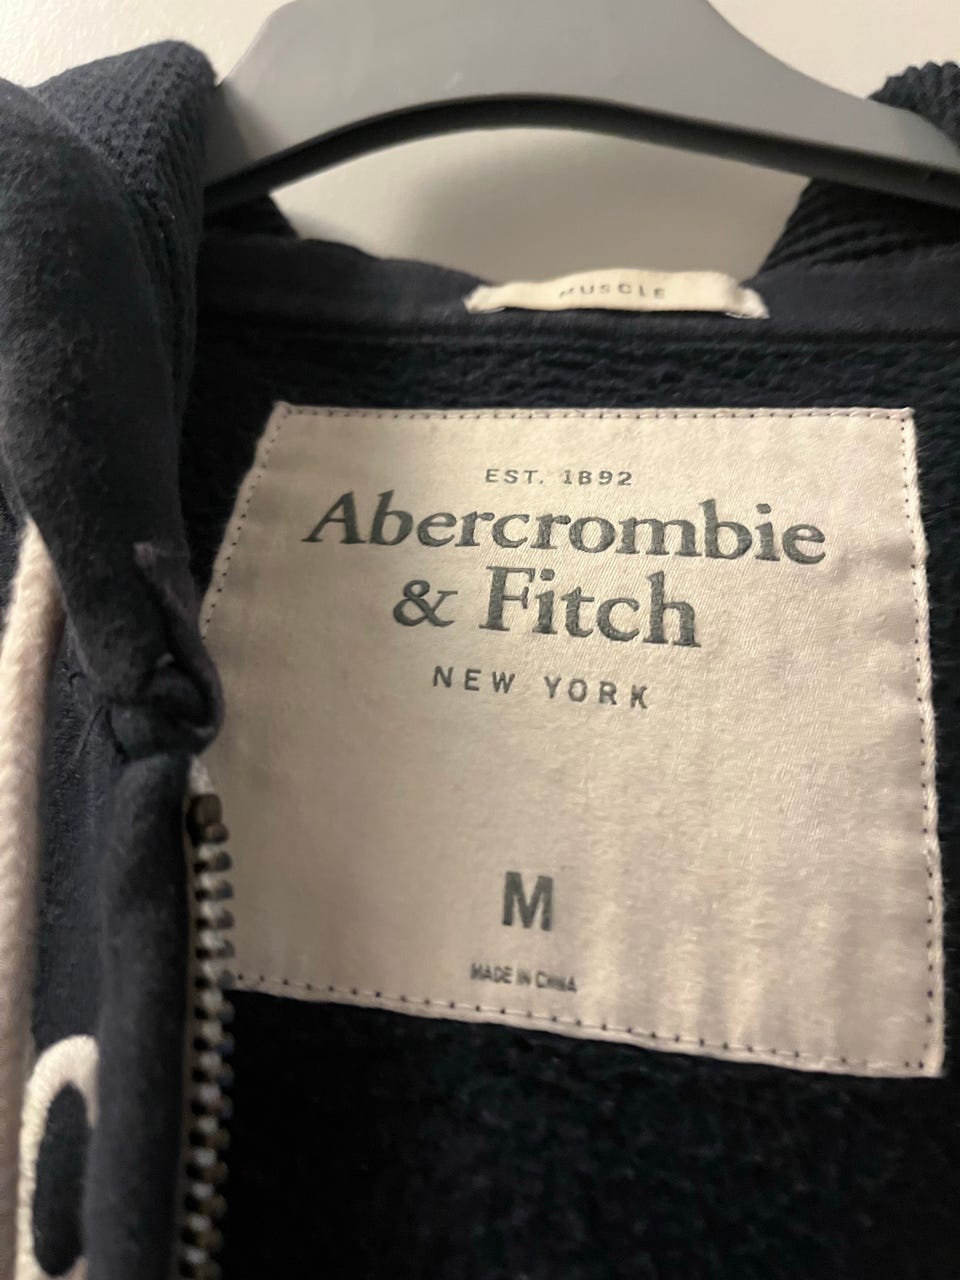 MUSCLE
EST. 1892
Abercrombie
& Fitch
NEW YORK
M
MADE IN CHINA